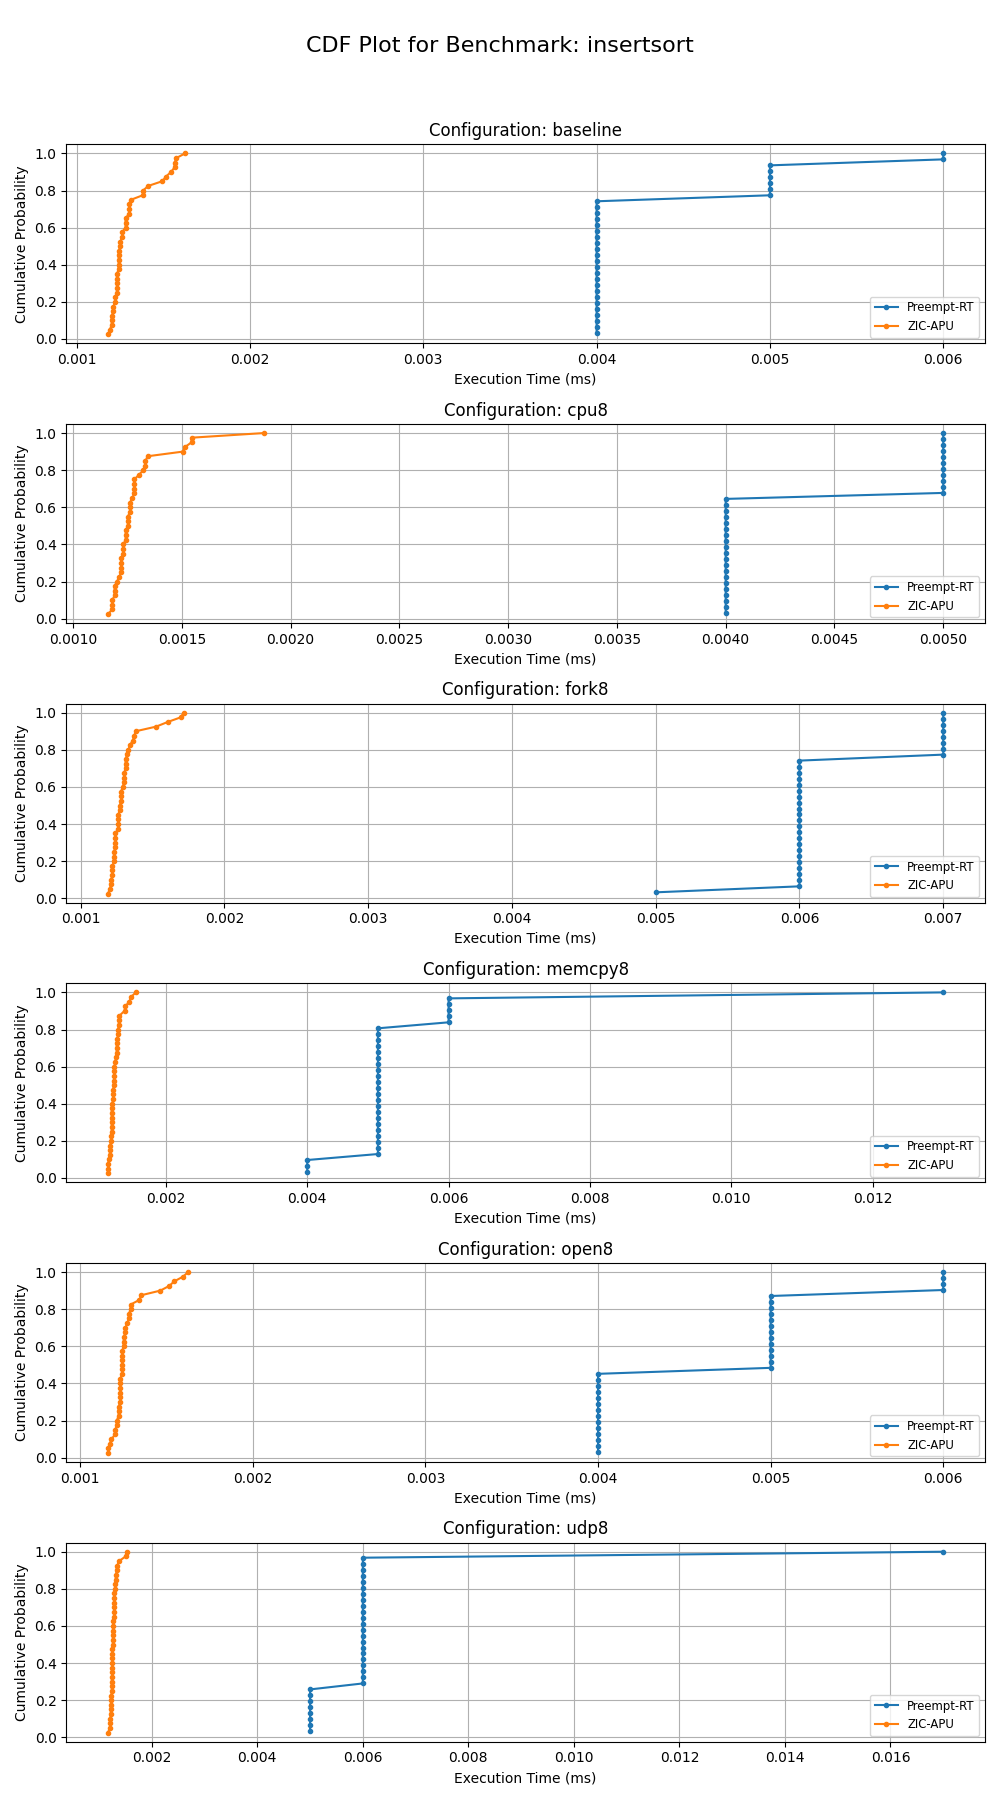 CDF Plot for Benchmark: insertsort
Configuration: baseline
Cumulative Probability
1.0
0.8
0.6
0.4
0.2
0.0
Preempt-RT
ZIC-APU
0.001 0.002 0.003 0.004 0.005 0.006
Execution Time (ms)
Configuration: cpu8
Cumulative Probability
1.0
0.8
0.6
0.4
0.2
0.0
Preempt-RT
ZIC-APU
0.0010 0.0015 0.0020 0.0025 0.0030 0.0035 0.0040 0.0045 0.0050
Execution Time (ms)
Configuration: fork8
Cumulative Probability
1.0
0.8
0.6
0.4
0.2
0.0
Preempt-RT
ZIC-APU
0.001 0.002 0.003 0.004 0.005 0.006 0.007
Execution Time (ms)
Configuration: memcpy8
Cumulative Probability
1.0
0.8
0.6
0.4
0.2
0.0
Preempt-RT
ZIC-APU
0.002 0.004 0.006 0.008 0.010 0.012
Execution Time (ms)
Configuration: open8
Cumulative Probability
1.0
0.8
0.6
0.4
0.2
0.0
Preempt-RT
ZIC-APU
0.001 0.002 0.003 0.004 0.005 0.006
Execution Time (ms)
Configuration: udp8
Cumulative Probability
1.0
0.8
0.6
0.4
0.2
0.0
Preempt-RT
ZIC-APU
0.002 0.004 0.006 0.008 0.010 0.012 0.014 0.016
Execution Time (ms)